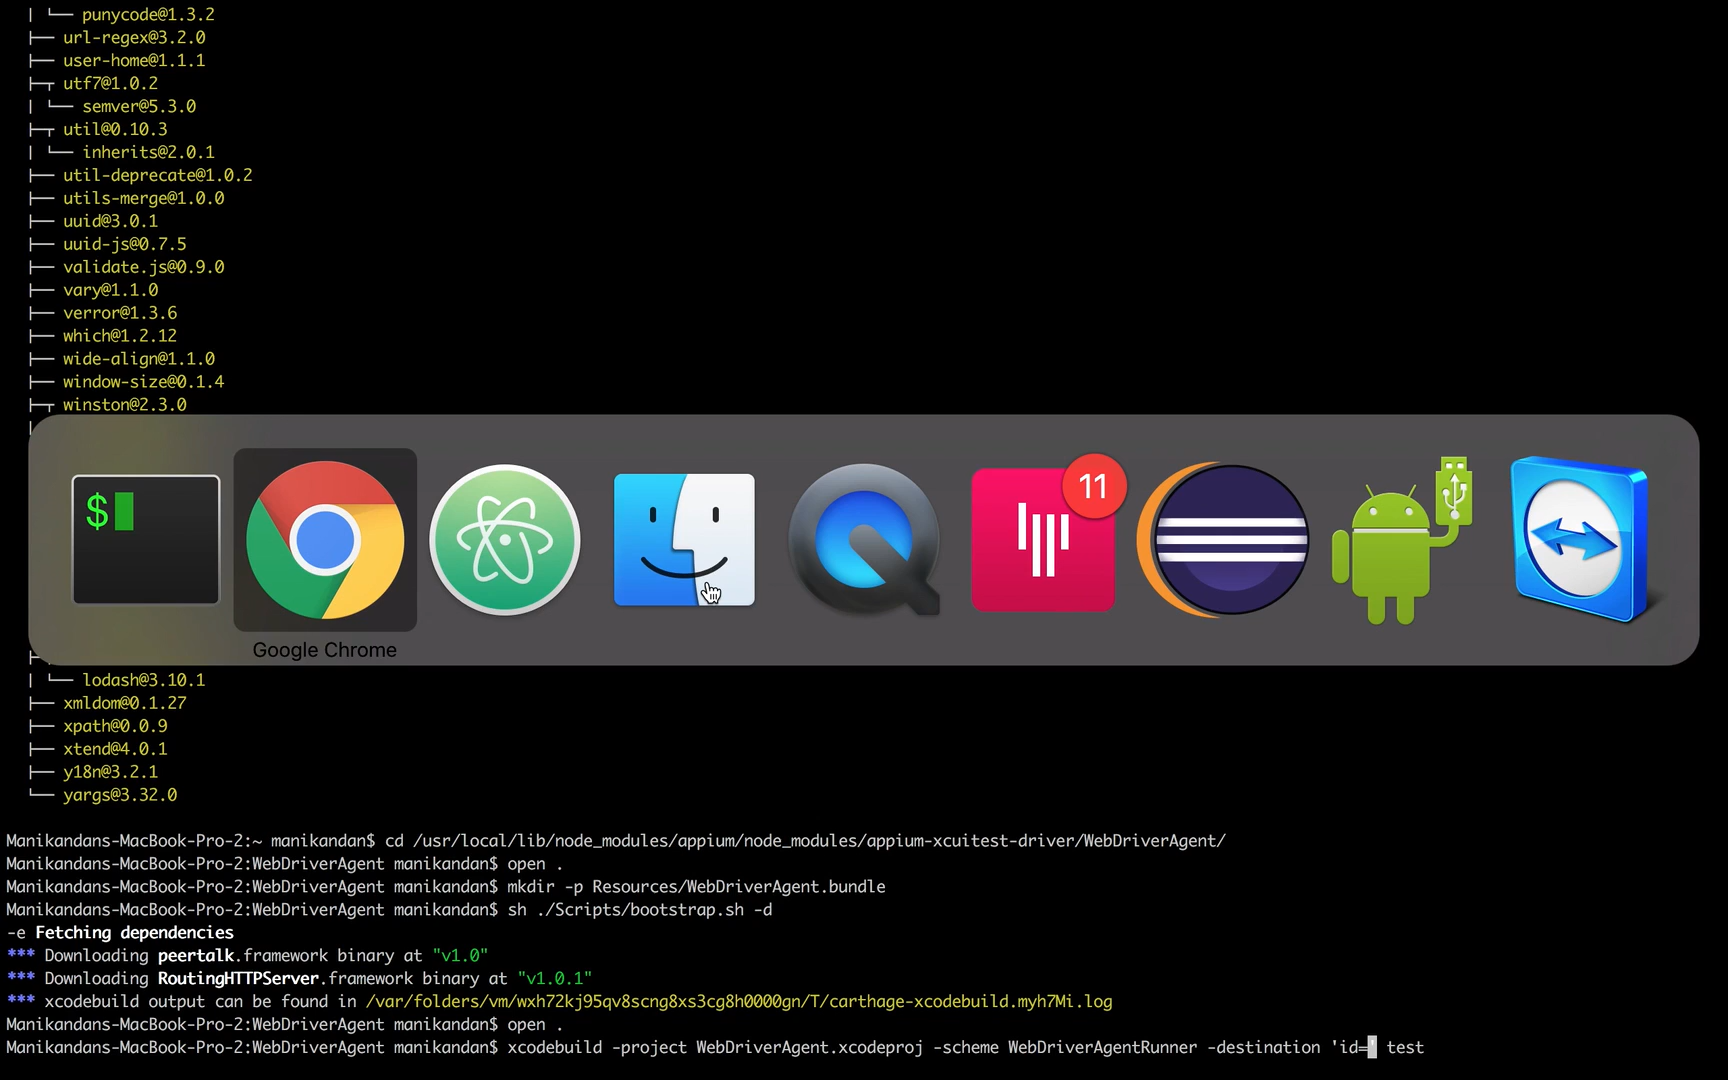 │ └── punycode@1.3.2
├── url-regex@3.2.0
├── user-home@1.1.1
├─┬ utf7@1.0.2
│ └── semver@5.3.0
├─┬ util@0.10.3
│ └── inherits@2.0.1
├── util-deprecate@1.0.2
├── utils-merge@1.0.0
├── uuid@3.0.1
├── uuid-js@0.7.5
├── validate.js@0.9.0
├── vary@1.1.0
├── verror@1.3.6
├── which@1.2.12
├── wide-align@1.1.0
├── window-size@0.1.4
├─┬ winston@2.3.0
$
11
Google Chrome
│ └── lodash@3.10.1
├── xmldom@0.1.27
├── xpath@0.0.9
├── xtend@4.0.1
├── y18n@3.2.1
└── yargs@3.32.0
Manikandans-MacBook-Pro-2:~ manikandan$ cd /usr/local/lib/node_modules/appium/node_modules/appium-xcuitest-driver/WebDriverAgent/
Manikandans-MacBook-Pro-2:WebDriverAgent manikandan$ open .
Manikandans-MacBook-Pro-2:WebDriverAgent manikandan$ mkdir -p Resources/WebDriverAgent.bundle
Manikandans-MacBook-Pro-2:WebDriverAgent manikandan$ sh ./Scripts/bootstrap.sh -d
-e Fetching dependencies
*** Downloading peertalk.framework binary at "v1.0"
*** Downloading RoutingHTTPServer.framework binary at "v1.0.1"
*** xcodebuild output can be found in /var/folders/vm/wxh72kj95qv8scng8xs3cg8h0000gn/T/carthage-xcodebuild.myh7Mi.log
Manikandans-MacBook-Pro-2:WebDriverAgent manikandan$ open .
Manikandans-MacBook-Pro-2:WebDriverAgent manikandan$ xcodebuild -project WebDriverAgent.xcodeproj -scheme WebDriverAgentRunner -destination 'id=' test